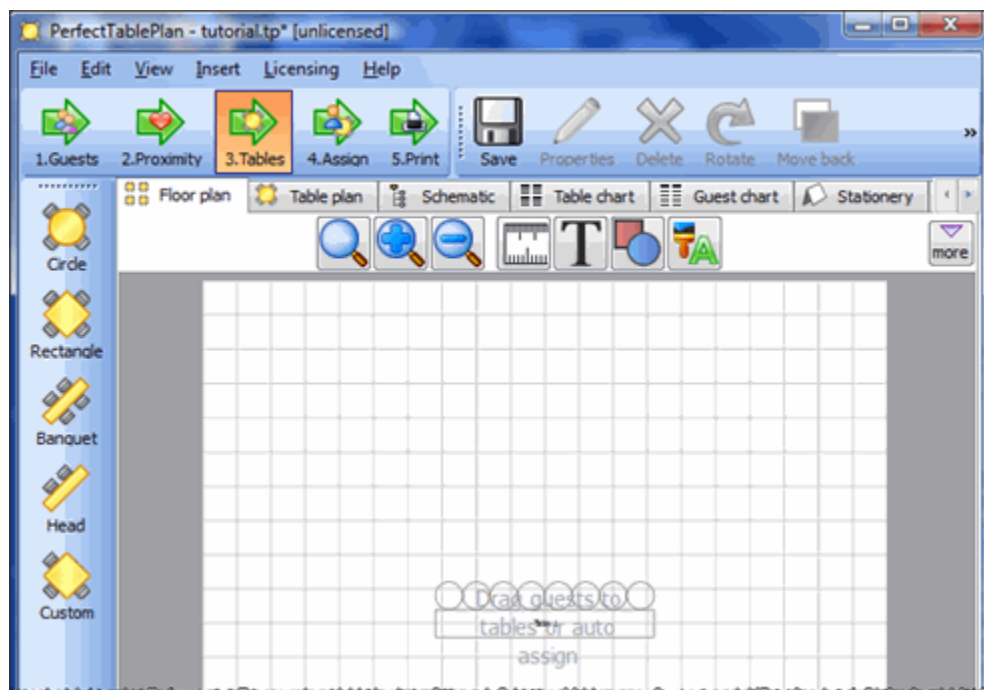 PerfectTablePlan - tutorial.tp* [unlicensed]
File Edit View Insert Licensing Help
1.Guests 2.Proximity 3.Tables 4.Assign 5.Print Save Properties Delete Rotate Move back
Floor plan Table plan Schematic Table chart Guest chart Stationery
T A more
Circle
Rectangle
Banquet
Head
Custom
Drag guests to
tables or auto
assign